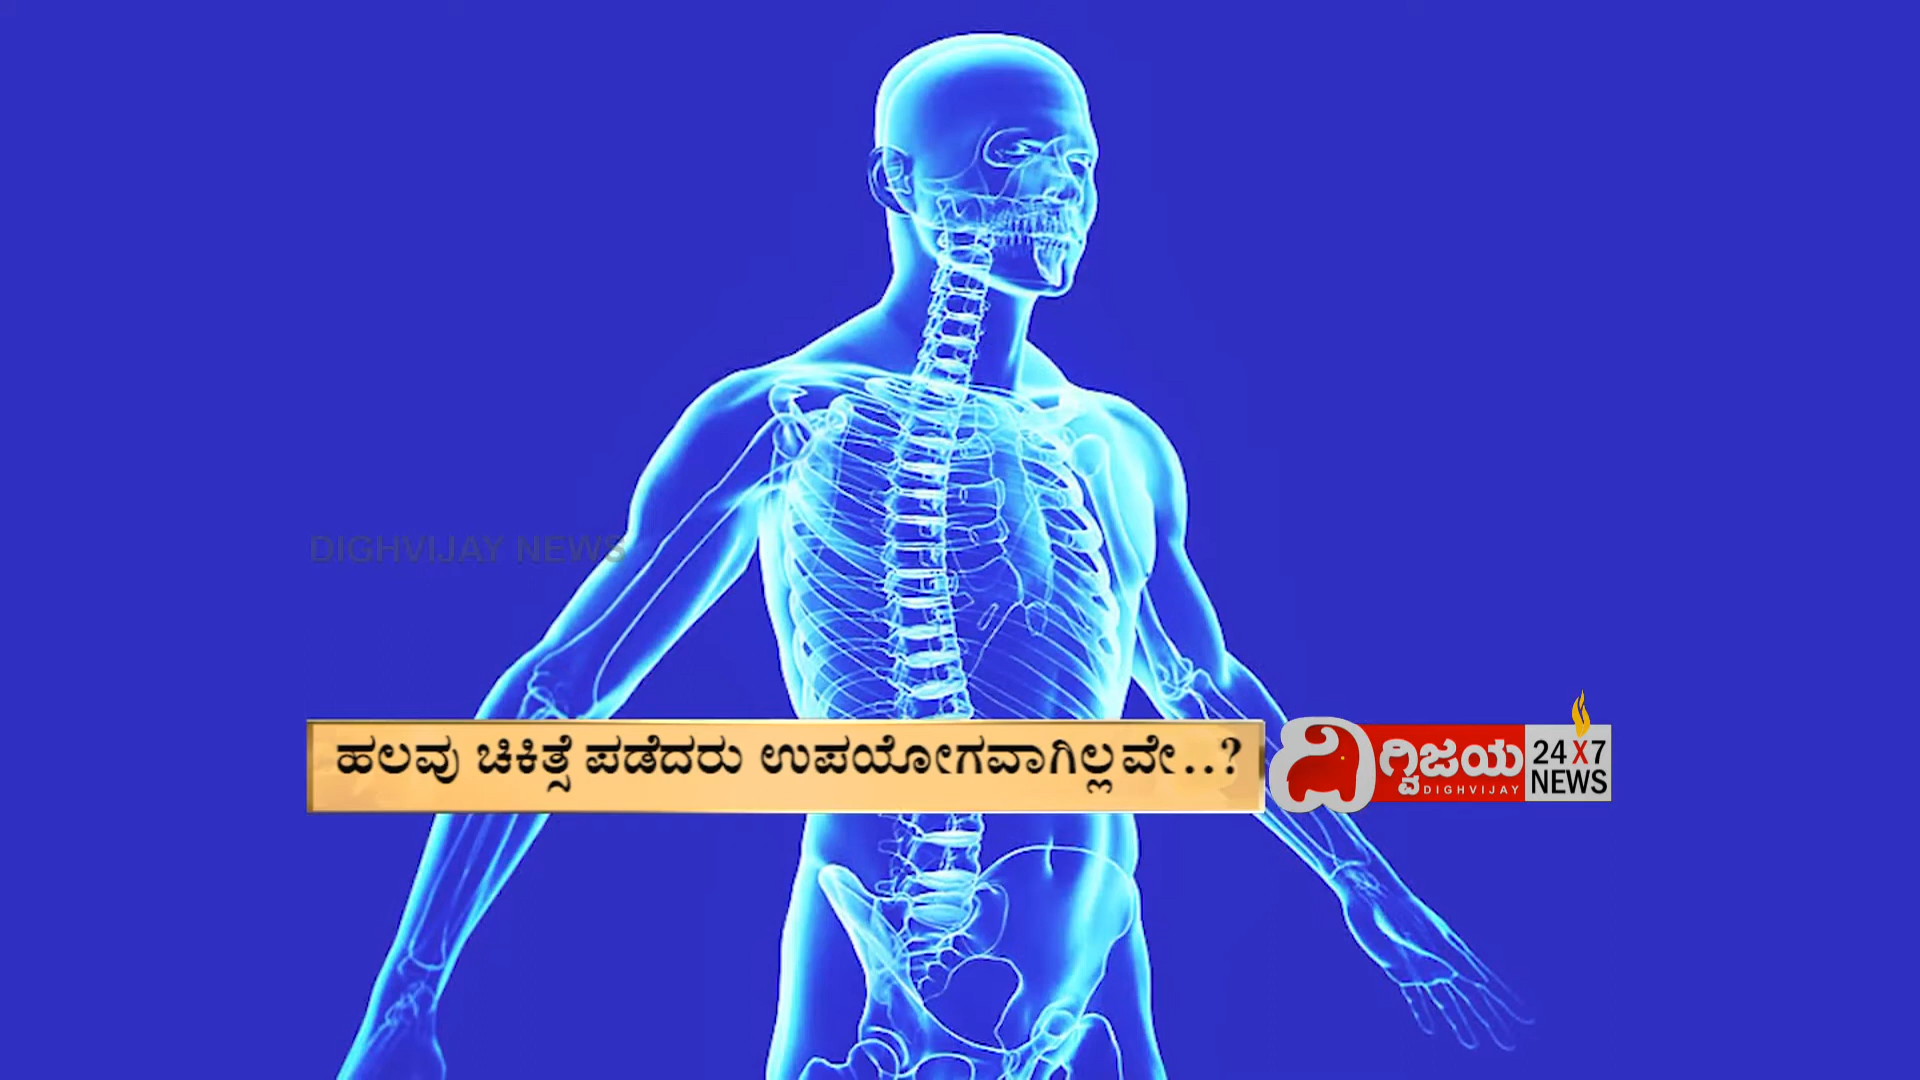 DIGHVIJAY NEWS
ಹಲವು ಚಿಕಿತ್ಸೆ ಪಡೆದರು ಉಪಯೋಗವಾಗಿಲ್ಲವೇ..?
ದಿಗ್ವಿಜಯ
DIGHVIJAY
24X7
NEWS